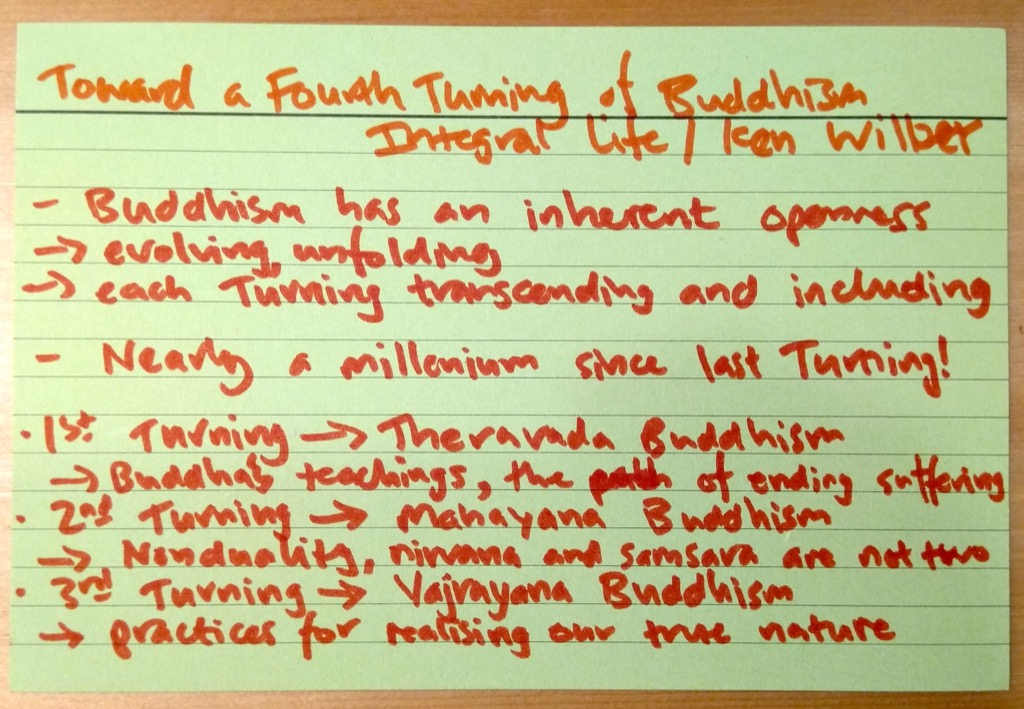 Toward a Fourth Turning of Buddhism
Integral Life / Ken Wilber
- Buddhism has an inherent openness
→ evolving, unfolding
→ each Turning transcending and including
- Nearly a millenium since last Turning!
· 1st Turning → Theravada Buddhism
→ Buddha's teachings, the path of ending suffering
· 2nd Turning → Mahayana Buddhism
→ Nonduality, nirvana and samsara are not two
· 3rd Turning → Vajrayana Buddhism
→ practices for realising our true nature